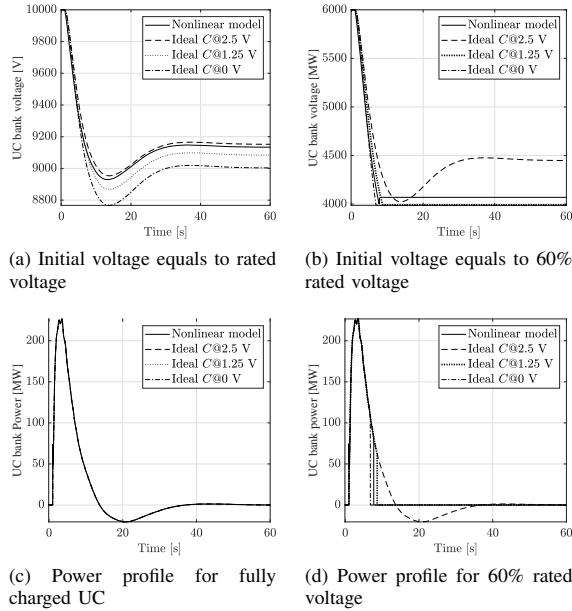 10000
9800
9600
9400
9200
9000
8800
0 20 40 60
UC bank voltage [V]
Time [s]
Nonlinear model
Ideal C@2.5 V
Ideal C@1.25 V
Ideal C@0 V
(a) Initial voltage equals to rated
voltage
6000
5500
5000
4500
4000
0 20 40 60
UC bank voltage [MW]
Time [s]
Nonlinear model
Ideal C@2.5 V
Ideal C@1.25 V
Ideal C@0 V
(b) Initial voltage equals to 60%
rated voltage
200
150
100
50
0
0 10 20 30 40 50 60
UC bank Power [MW]
Time [s]
Nonlinear model
Ideal C@2.5 V
Ideal C@1.25 V
Ideal C@0 V
(c) Power profile for fully
charged UC
200
150
100
50
0
0 20 40 60
UC bank Power [MW]
Time [s]
Nonlinear model
Ideal C@2.5 V
Ideal C@1.25 V
Ideal C@0 V
(d) Power profile for 60% rated
voltage